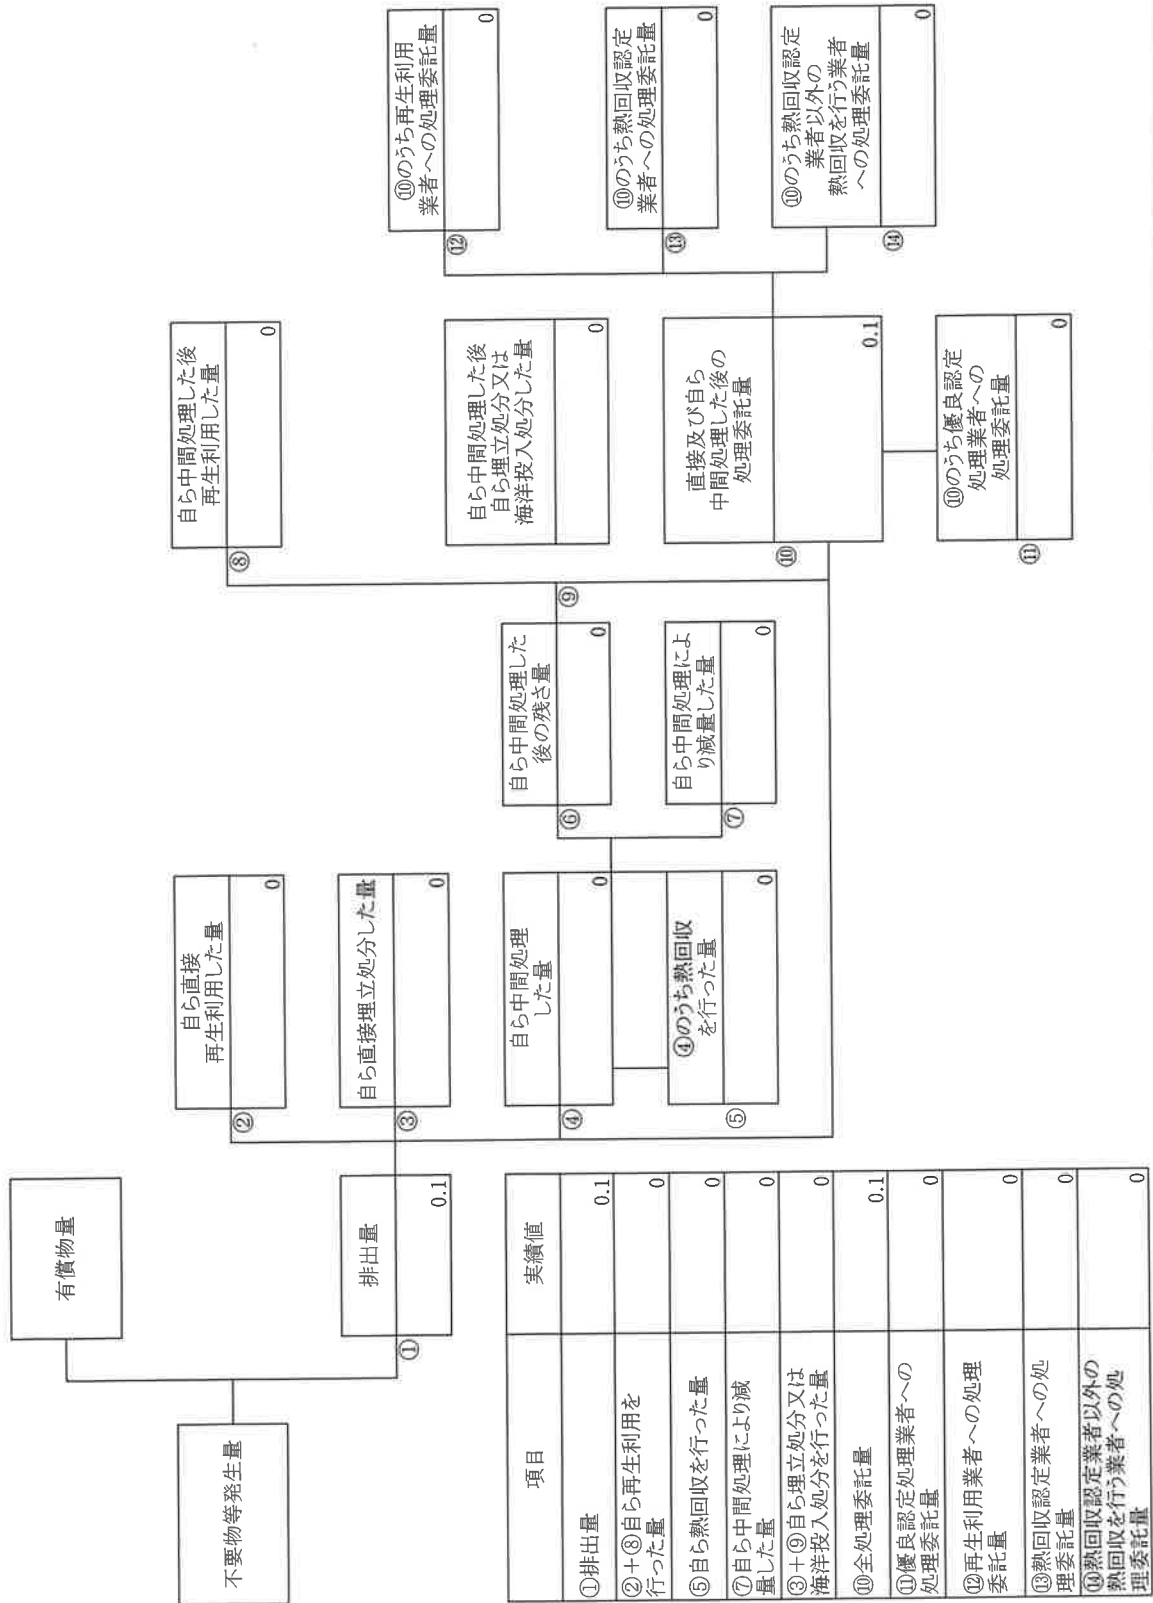 不要物等発生量
有償物量
排出量
①
0.1
自ら直接
再生利用した量
②
0
自ら直接埋立処分した量
③
0
自ら中間処理
した量
④
0
④のうち熱回収
を行った量
⑤
0
自ら中間処理した
後の残さ量
⑥
0
自ら中間処理によ
り減量した量
⑦
0
自ら中間処理した後
再生利用した量
⑧
0
自ら中間処理した後
自ら埋立処分又は
海洋投入処分した量
⑨
0
直接及び自ら
中間処理した後の
処理委託量
⑩
0.1
⑩のうち優良認定
処理業者への
処理委託量
⑪
0
⑩のうち再生利用
業者への処理委託量
⑫
0
⑩のうち熱回収認定
業者への処理委託量
⑬
0
⑩のうち熱回収認定
業者以外の
熱回収を行う業者
への処理委託量
⑭
0
項目 実績値
①排出量 0.1
②+⑧自ら再生利用を
行った量 0
⑤自ら熱回収を行った量 0
⑦自ら中間処理により減
量した量 0
③+⑨自ら埋立処分又は
海洋投入処分を行った量 0
⑩全処理委託量 0.1
⑪優良認定処理業者への
処理委託量 0
⑫再生利用業者への処理
委託量 0
⑬熱回収認定業者への処
理委託量 0
⑭熱回収認定業者以外の
熱回収を行う業者への処
理委託量 0